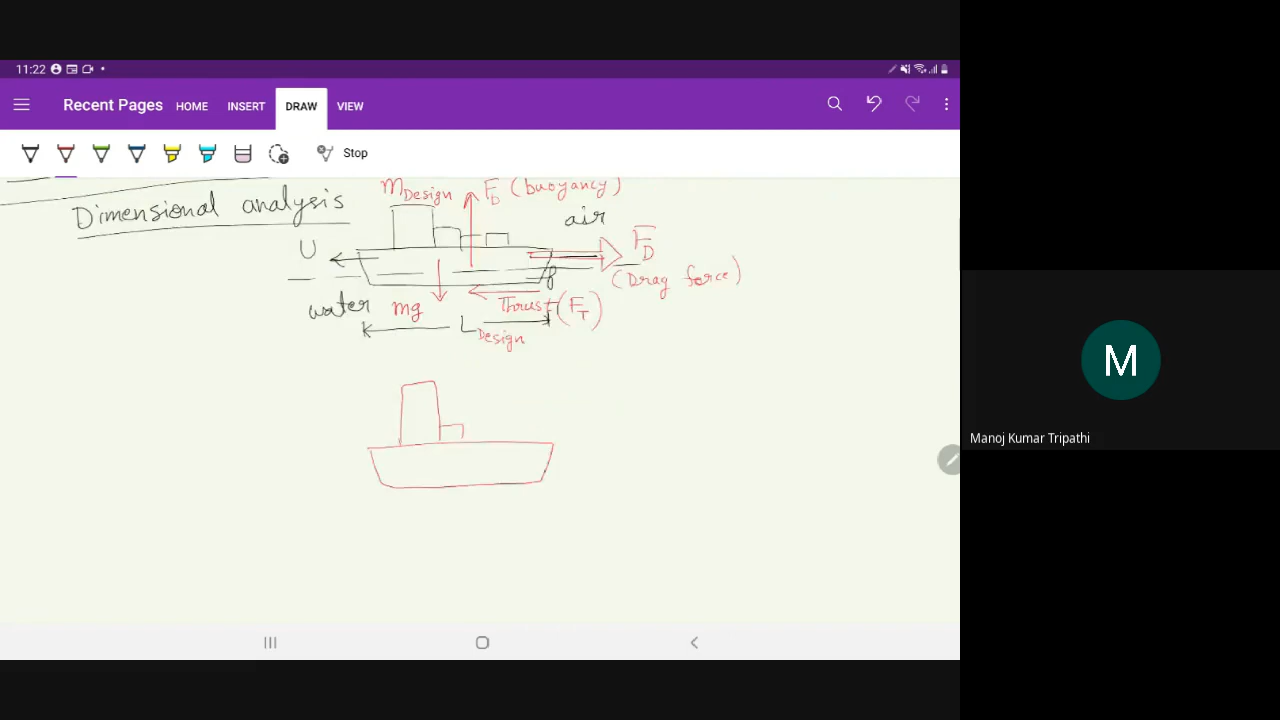 11:22
Recent Pages HOME INSERT DRAW VIEW
Stop
Dimensional analysis
mDesign
Fb (buoyancy)
air
U
FD
(Drag force)
water
mg
Thrust (FT)
LDesign
M
Manoj Kumar Tripathi